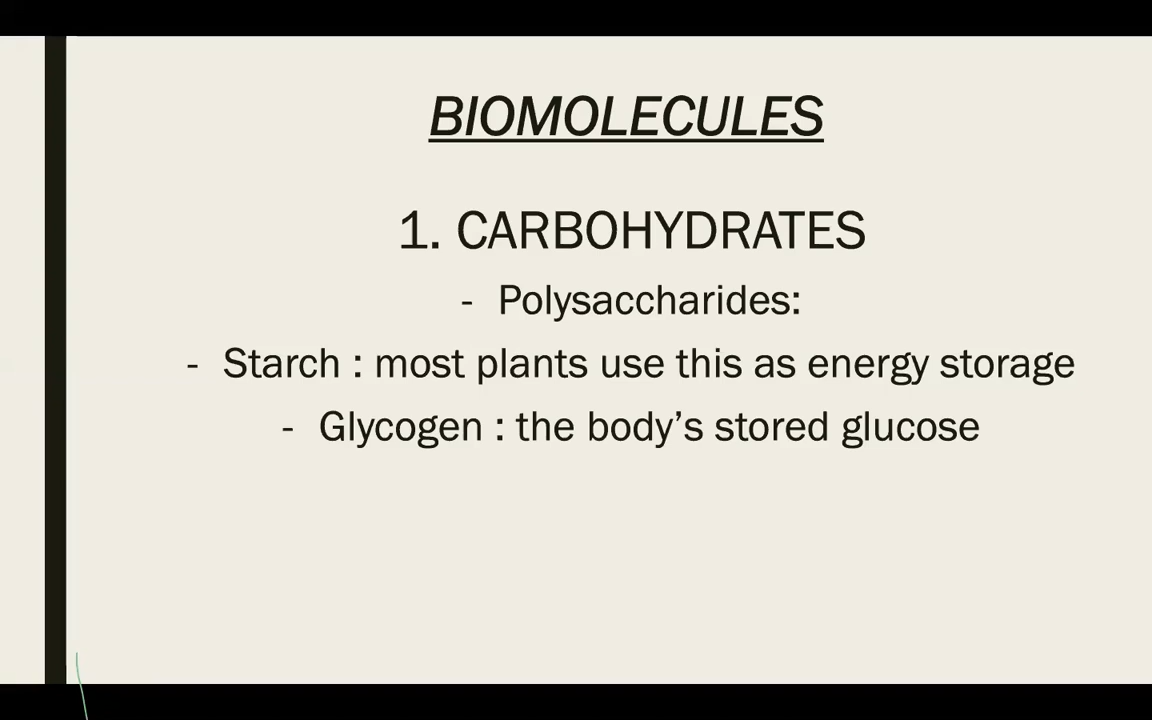 BIOMOLECULES
1. CARBOHYDRATES
- Polysaccharides:
- Starch : most plants use this as energy storage
- Glycogen : the body’s stored glucose